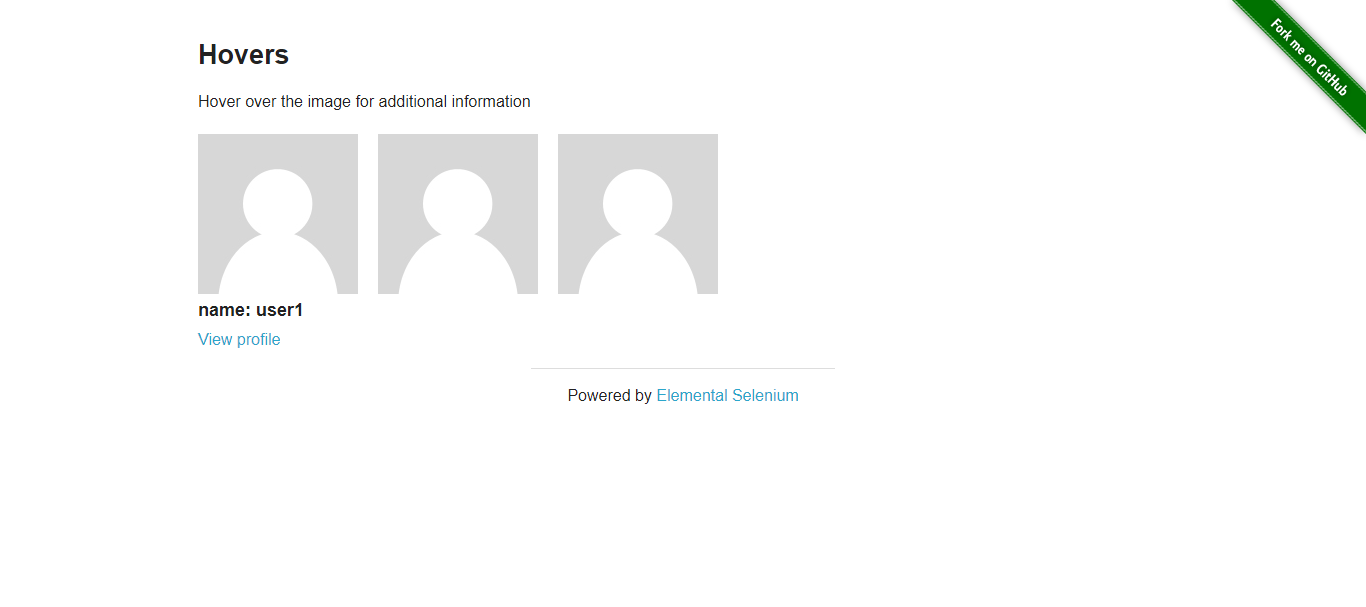 Fork me on GitHub
Hovers
Hover over the image for additional information
name: user1
View profile
Powered by Elemental Selenium